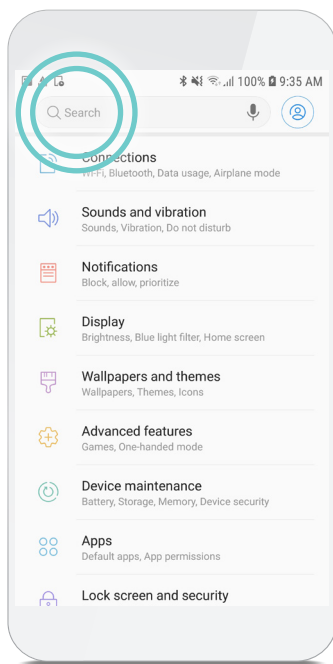 100% 9:35 AM
Search
Connections
Wi-Fi, Bluetooth, Data usage, Airplane mode
Sounds and vibration
Sounds, Vibration, Do not disturb
Notifications
Block, allow, prioritize
Display
Brightness, Blue light filter, Home screen
Wallpapers and themes
Wallpapers, Themes, Icons
Advanced features
Games, One-handed mode
Device maintenance
Battery, Storage, Memory, Device security
Apps
Default apps, App permissions
Lock screen and security